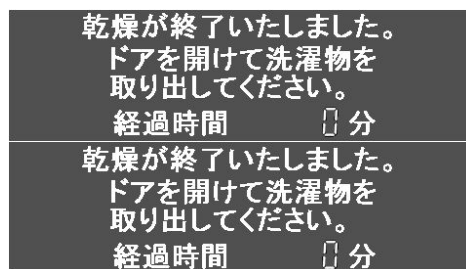 乾燥が終了いたしました。
ドアを開けて洗濯物を
取り出してください。
経過時間 0 分
乾燥が終了いたしました。
ドアを開けて洗濯物を
取り出してください。
経過時間 0 分